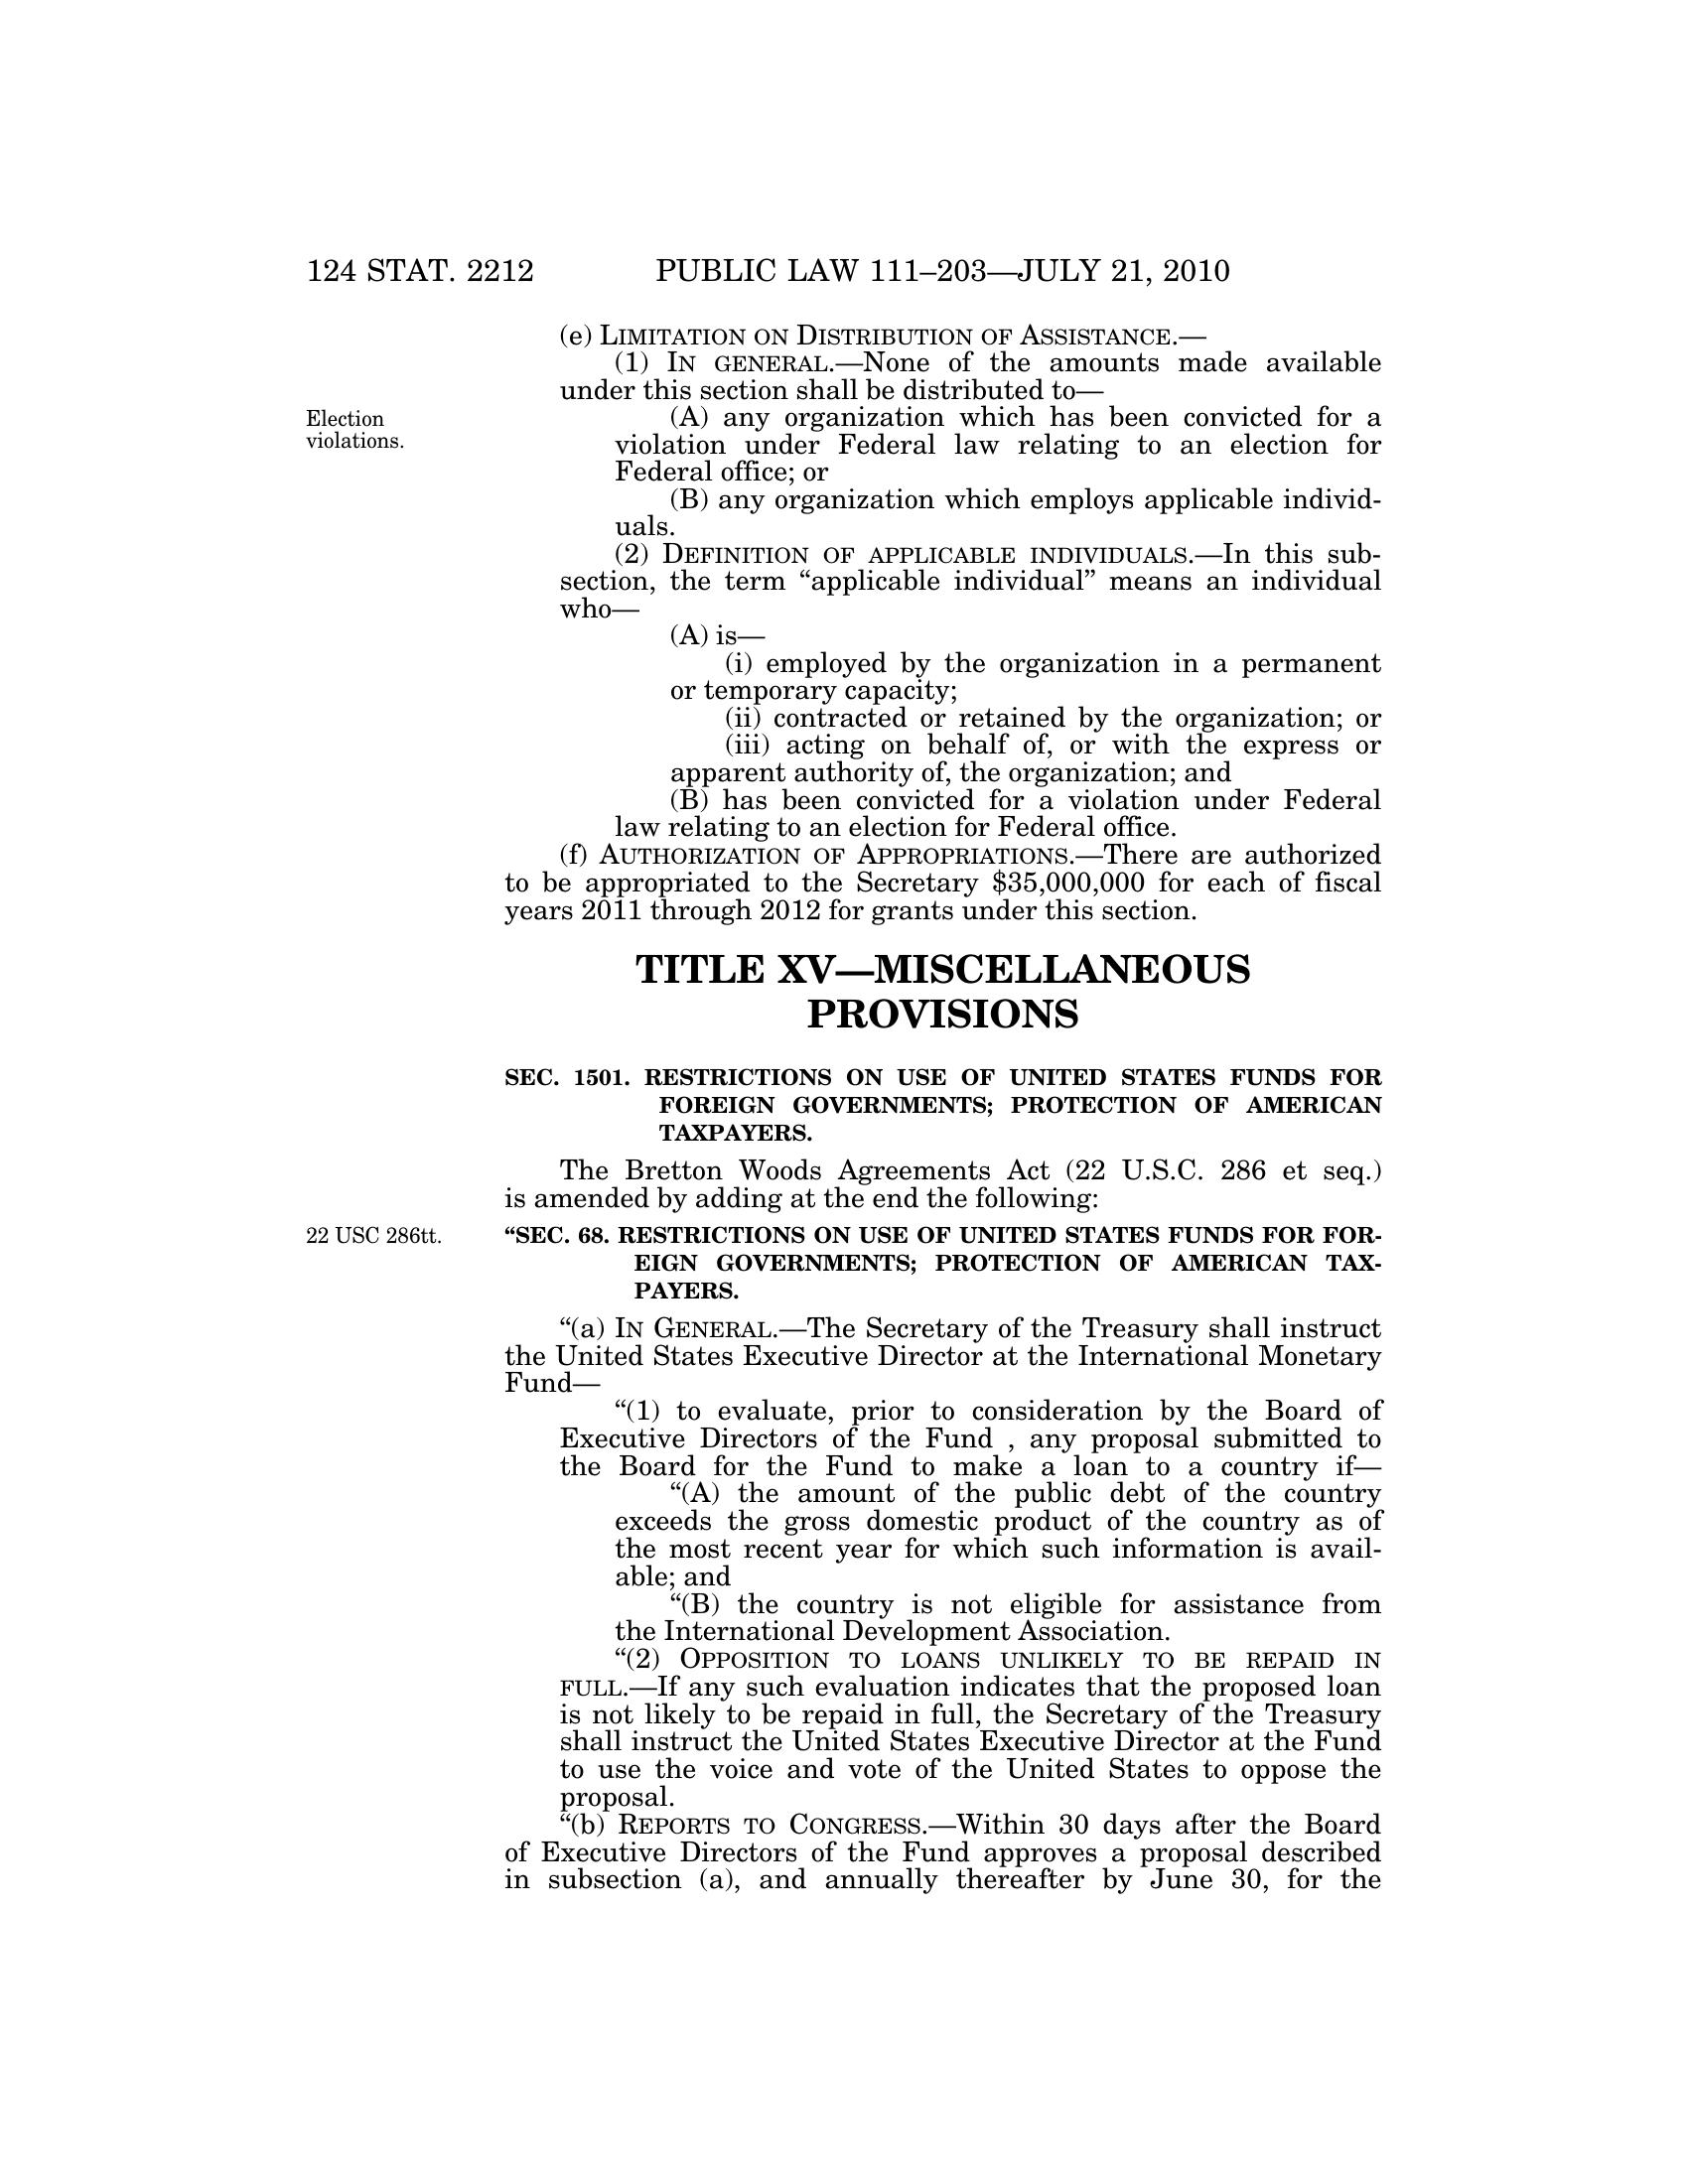 124 STAT. 2212 PUBLIC LAW 111–203—JULY 21, 2010
(e) LIMITATION ON DISTRIBUTION OF ASSISTANCE.—
(1) IN GENERAL.—None of the amounts made available
under this section shall be distributed to—
Election
violations.
(A) any organization which has been convicted for a
violation under Federal law relating to an election for
Federal office; or
(B) any organization which employs applicable individ-
uals.
(2) DEFINITION OF APPLICABLE INDIVIDUALS.—In this sub-
section, the term “applicable individual” means an individual
who—
(A) is—
(i) employed by the organization in a permanent
or temporary capacity;
(ii) contracted or retained by the organization; or
(iii) acting on behalf of, or with the express or
apparent authority of, the organization; and
(B) has been convicted for a violation under Federal
law relating to an election for Federal office.
(f) AUTHORIZATION OF APPROPRIATIONS.—There are authorized
to be appropriated to the Secretary $35,000,000 for each of fiscal
years 2011 through 2012 for grants under this section.
TITLE XV—MISCELLANEOUS
PROVISIONS
SEC. 1501. RESTRICTIONS ON USE OF UNITED STATES FUNDS FOR
FOREIGN GOVERNMENTS; PROTECTION OF AMERICAN
TAXPAYERS.
The Bretton Woods Agreements Act (22 U.S.C. 286 et seq.)
is amended by adding at the end the following:
22 USC 286tt.
“SEC. 68. RESTRICTIONS ON USE OF UNITED STATES FUNDS FOR FOR-
EIGN GOVERNMENTS; PROTECTION OF AMERICAN TAX-
PAYERS.
“(a) IN GENERAL.—The Secretary of the Treasury shall instruct
the United States Executive Director at the International Monetary
Fund—
“(1) to evaluate, prior to consideration by the Board of
Executive Directors of the Fund , any proposal submitted to
the Board for the Fund to make a loan to a country if—
“(A) the amount of the public debt of the country
exceeds the gross domestic product of the country as of
the most recent year for which such information is avail-
able; and
“(B) the country is not eligible for assistance from
the International Development Association.
“(2) OPPOSITION TO LOANS UNLIKELY TO BE REPAID IN
FULL.—If any such evaluation indicates that the proposed loan
is not likely to be repaid in full, the Secretary of the Treasury
shall instruct the United States Executive Director at the Fund
to use the voice and vote of the United States to oppose the
proposal.
“(b) REPORTS TO CONGRESS.—Within 30 days after the Board
of Executive Directors of the Fund approves a proposal described
in subsection (a), and annually thereafter by June 30, for the